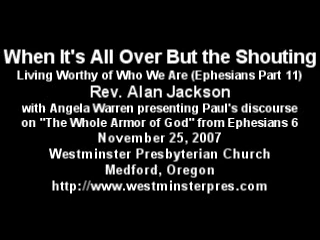 When It's All Over But the Shouting
Living Worthy of Who We Are (Ephesians Part 11)
Rev. Alan Jackson
with Angela Warren presenting Paul's discourse
on "The Whole Armor of God" from Ephesians 6
November 25, 2007
Westminster Presbyterian Church
Medford, Oregon
http://www.westminsterpres.com